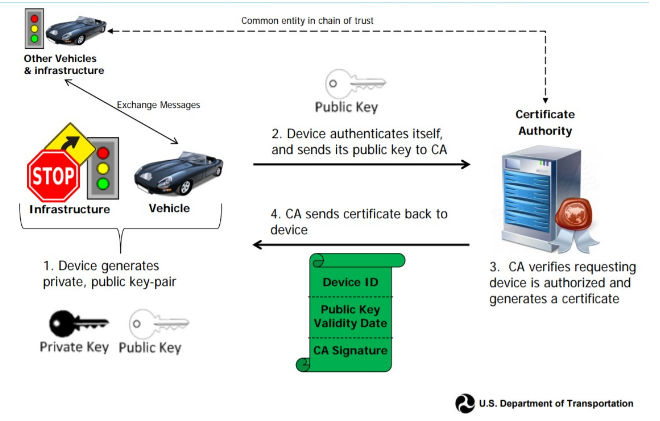 Common entity in chain of trust
Other Vehicles
& infrastructure
Exchange Messages
Public Key
Certificate
Authority
2. Device authenticates itself,
and sends its public key to CA
STOP
Infrastructure
Vehicle
4. CA sends certificate back to
device
1. Device generates
private, public key-pair
3. CA verifies requesting
device is authorized and
generates a certificate
Device ID
Public Key
Validity Date
CA Signature
Private Key
Public Key
U.S. Department of Transportation